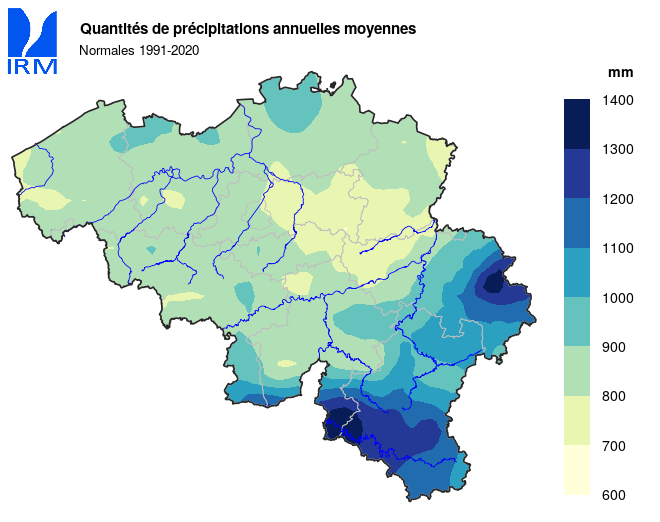 Quantités de précipitations annuelles moyennes
Normales 1991-2020
IRM
mm
1400
1300
1200
1100
1000
900
800
700
600